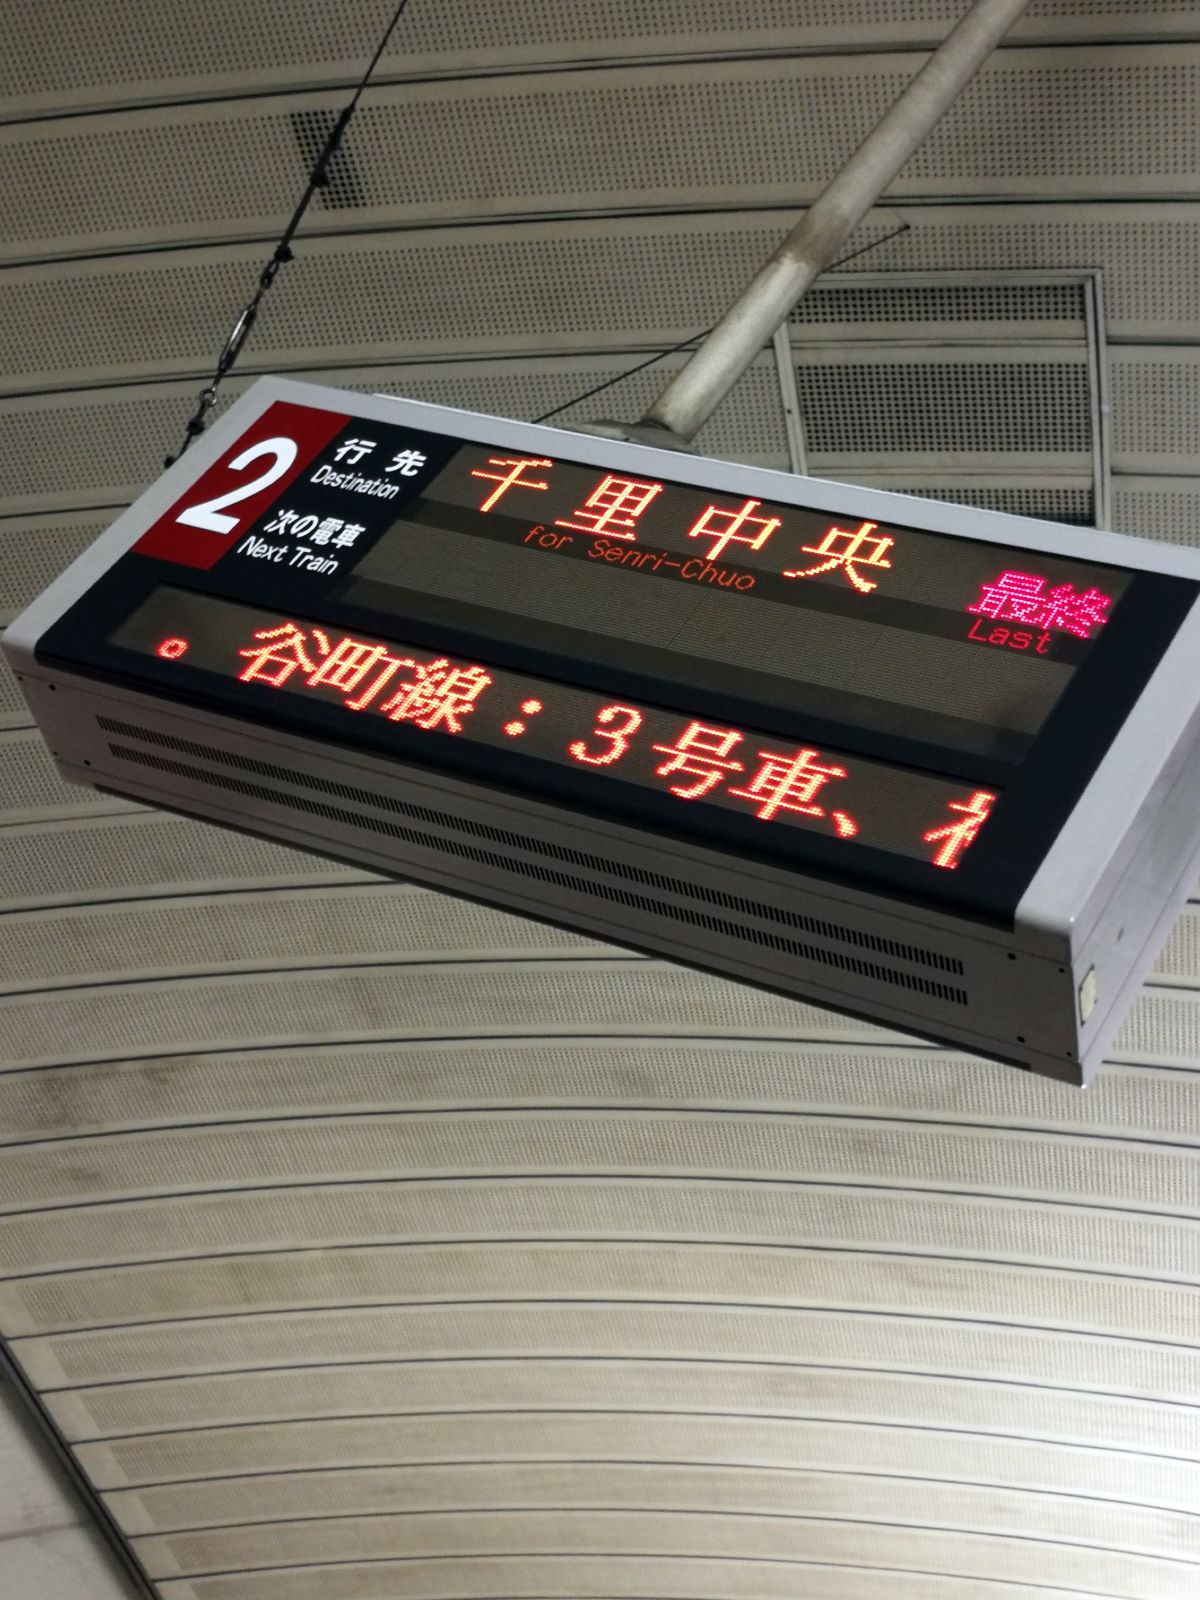 2
行先
Destination
千里中央
for Senri-Chuo
最終
Last
次の電車
Next Train
。谷町線：3号車、